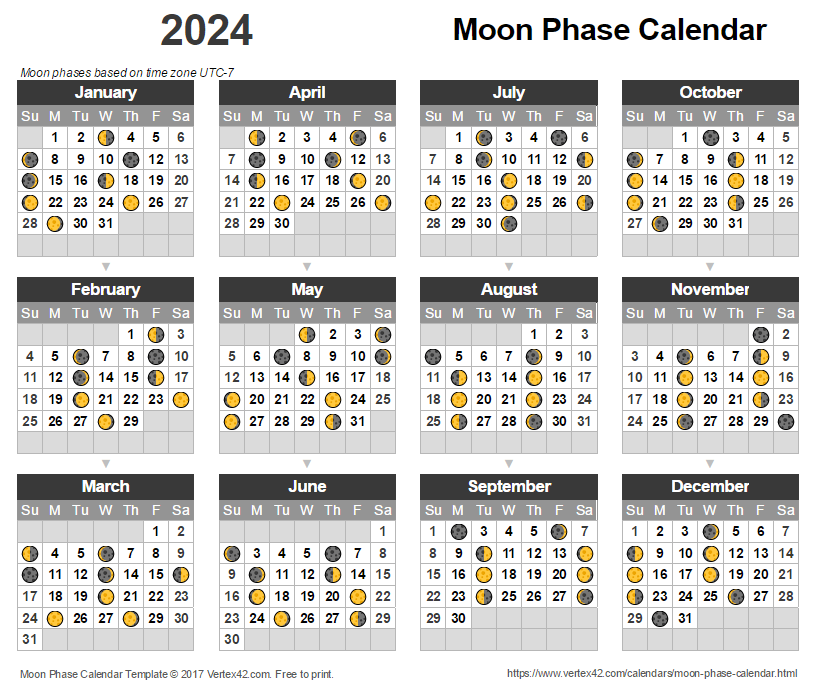 2024
Moon Phase Calendar
Moon phases based on time zone UTC-7
January
Su M Tu W Th F Sa
1 2 4 5 6
8 9 10 12 13
15 16 18 19 20
22 23 24 26 27
28 30 31
February
Su M Tu W Th F Sa
1 3
4 5 7 8 10
11 12 14 15 17
18 19 21 22 23
25 26 27 29
March
Su M Tu W Th F Sa
1 2
4 5 7 8 9
11 12 14 15
17 18 19 21 22 23
24 26 27 29 30
31
April
Su M Tu W Th F Sa
2 3 4 6
7 9 10 12 13
14 16 17 18 20
21 22 24 25 26
28 29 30
May
Su M Tu W Th F Sa
2 3
5 6 8 9 10
12 13 14 16 17 18
20 21 22 24 25
27 28 29 31
June
Su M Tu W Th F Sa
1
3 4 5 7 8
9 11 12 14 15
16 18 19 20 22
23 24 26 27 29
30
July
Su M Tu W Th F Sa
1 3 4 6
7 8 10 11 12
14 15 16 18 19 20
22 23 25 26
28 29 30
August
Su M Tu W Th F Sa
1 2 3
5 6 7 9 10
11 13 14 16 17
18 20 21 23 24
25 27 28 30 31
September
Su M Tu W Th F Sa
1 3 4 5 7
8 9 11 12 13
15 16 18 19 20
22 23 25 26 27
29 30
October
Su M Tu W Th F Sa
1 3 4 5
7 8 9 11 12
14 15 16 18 19
21 22 23 25 26
27 29 30 31
November
Su M Tu W Th F Sa
2
3 4 6 7 9
10 11 13 14 16
17 18 20 21 23
24 25 27 28 29
December
Su M Tu W Th F Sa
1 2 3 5 6 7
9 10 12 13 14
16 17 19 20 21
23 24 25 27 28
29 31
Moon Phase Calendar Template © 2017 Vertex42.com. Free to print.
https://www.vertex42.com/calendars/moon-phase-calendar.html